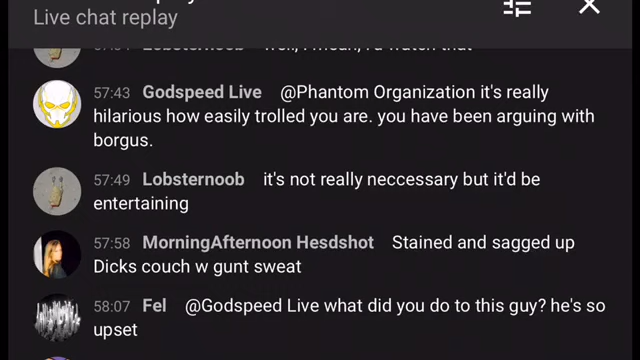 Live chat replay
Lobsternoob
57:43 Godspeed Live @Phantom Organization it's really
hilarious how easily trolled you are. you have been arguing with
borgus.
57:49 Lobsternoob it's not really neccessary but it'd be
entertaining
57:58 MorningAfternoon Hesdshot Stained and sagged up
Dicks couch w gunt sweat
58:07 Fel @Godspeed Live what did you do to this guy? he's so
upset